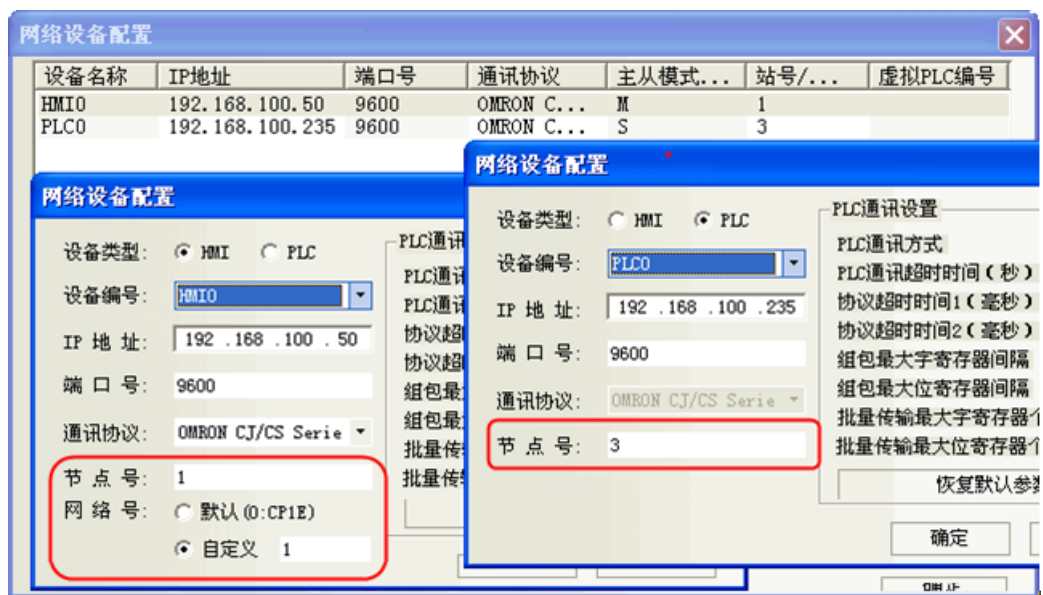 网络设备配置
设备名称 IP地址 端口号 通讯协议 主从模式... 站号/... 虚拟PLC编号
HMI0 192.168.100.50 9600 OMRON C... M 1
PLC0 192.168.100.235 9600 OMRON C... S 3
网络设备配置
设备类型: HMI PLC
设备编号: HMI0
IP 地 址: 192 .168 .100 . 50
端 口 号: 9600
通讯协议: OMRON CJ/CS Serie
节 点 号: 1
网 络 号: 默认(0:CP1E)
自定义 1
PLC通讯
PLC通讯
PLC通讯
协议超
协议超
组包最
组包最
批量传
批量传
网络设备配置
设备类型: HMI PLC
设备编号: PLC0
IP 地 址: 192 .168 .100 .235
端 口 号: 9600
通讯协议: OMRON CJ/CS Serie
节 点 号: 3
PLC通讯设置
PLC通讯方式
PLC通讯超时时间(秒)
协议超时时间1(毫秒)
协议超时时间2(毫秒)
组包最大字寄存器间隔
组包最大位寄存器间隔
批量传输最大字寄存器个
批量传输最大位寄存器个
恢复默认参数
确定